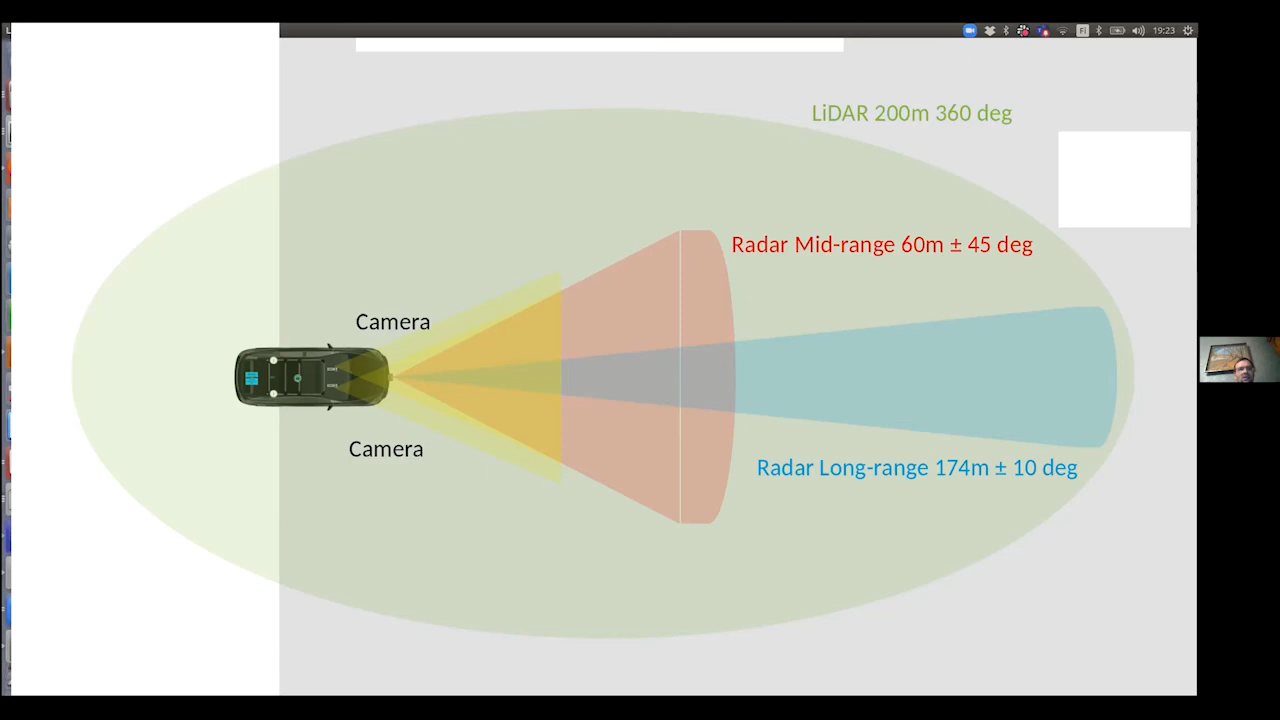 Fi
19:23
LiDAR 200m 360 deg
Radar Mid-range 60m ± 45 deg
Camera
Camera
Radar Long-range 174m ± 10 deg